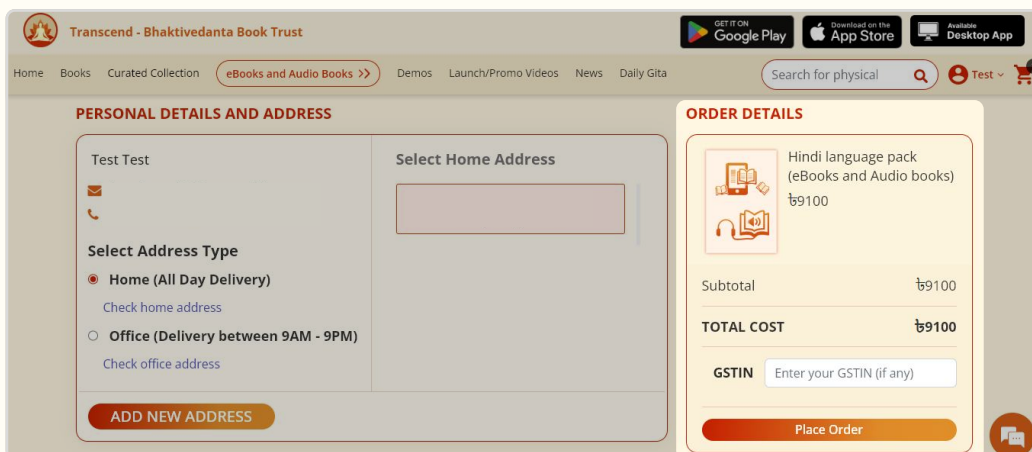 Transcend - Bhaktivedanta Book Trust
GET IT ON
Google Play
Download on the
App Store
Available
Desktop App
Home Books Curated Collection eBooks and Audio Books >> Demos Launch/Promo Videos News Daily Gita
Search for physical
Test
PERSONAL DETAILS AND ADDRESS
Test Test
Select Address Type
Home (All Day Delivery)
Check home address
Office (Delivery between 9AM - 9PM)
Check office address
ADD NEW ADDRESS
Select Home Address
ORDER DETAILS
Hindi language pack
(eBooks and Audio books)
৳9100
Subtotal ৳9100
TOTAL COST ৳9100
GSTIN Enter your GSTIN (if any)
Place Order